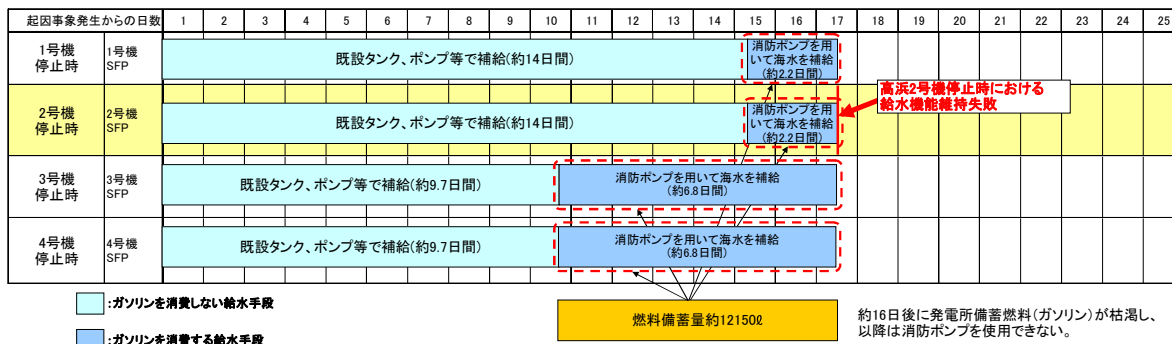 起因事象発生からの日数 1 2 3 4 5 6 7 8 9 10 11 12 13 14 15 16 17 18 19 20 21 22 23 24 25
1号機
停止時
1号機
SFP
既設タンク、ポンプ等で補給(約14日間)
消防ポンプを用
いて海水を補給
(約2.2日間)
高浜2号機停止時における
給水機能維持失敗
2号機
停止時
2号機
SFP
既設タンク、ポンプ等で補給(約14日間)
消防ポンプを用
いて海水を補給
(約2.2日間)
3号機
停止時
3号機
SFP
既設タンク、ポンプ等で補給(約9.7日間)
消防ポンプを用いて海水を補給
(約6.8日間)
4号機
停止時
4号機
SFP
既設タンク、ポンプ等で補給(約9.7日間)
消防ポンプを用いて海水を補給
(約6.8日間)
:ガソリンを消費しない給水手段
:ガソリンを消費する給水手段
燃料備蓄量約12150ℓ
約16日後に発電所備蓄燃料(ガソリン)が枯渇し、
以降は消防ポンプを使用できない。